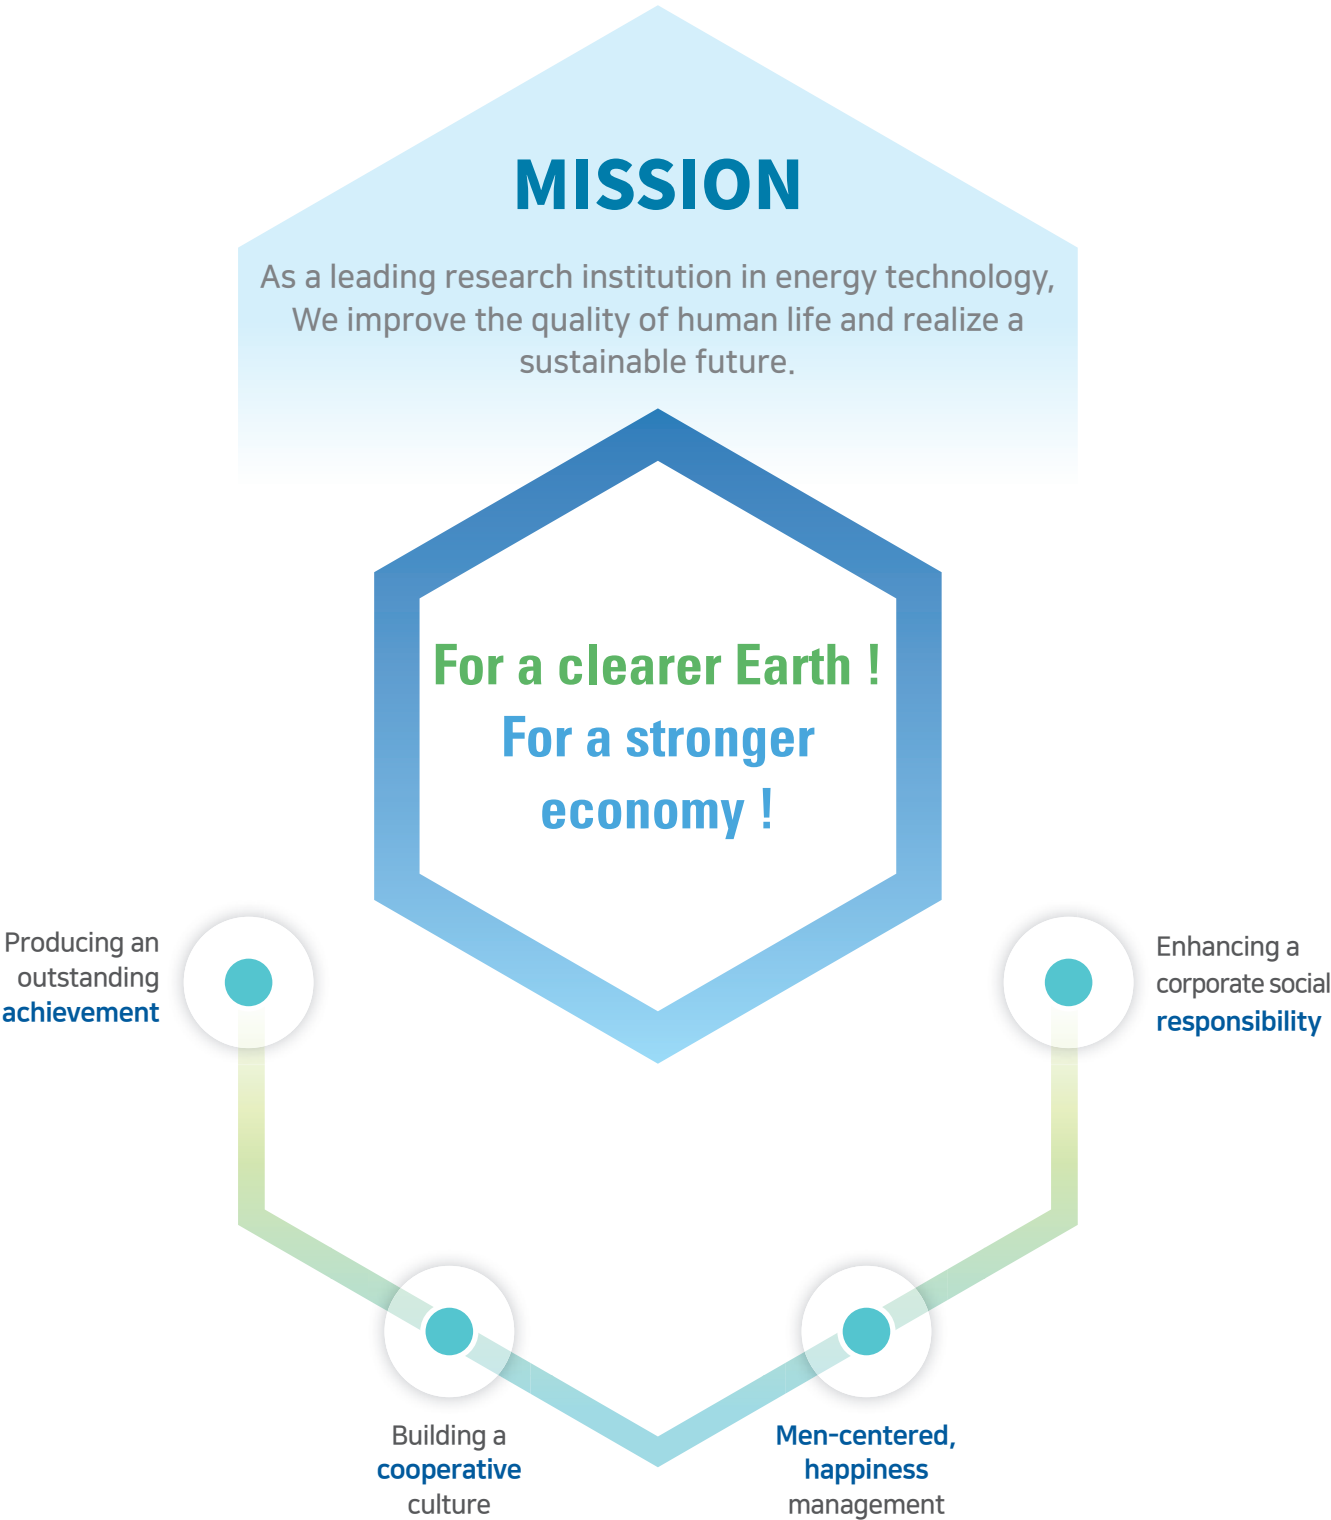 MISSION
As a leading research institution in energy technology,
We improve the quality of human life and realize a
sustainable future.
For a clearer Earth !
For a stronger
economy !
Producing an
outstanding
achievement
Enhancing a
corporate social
responsibility
Building a
cooperative
culture
Men-centered,
happiness
management